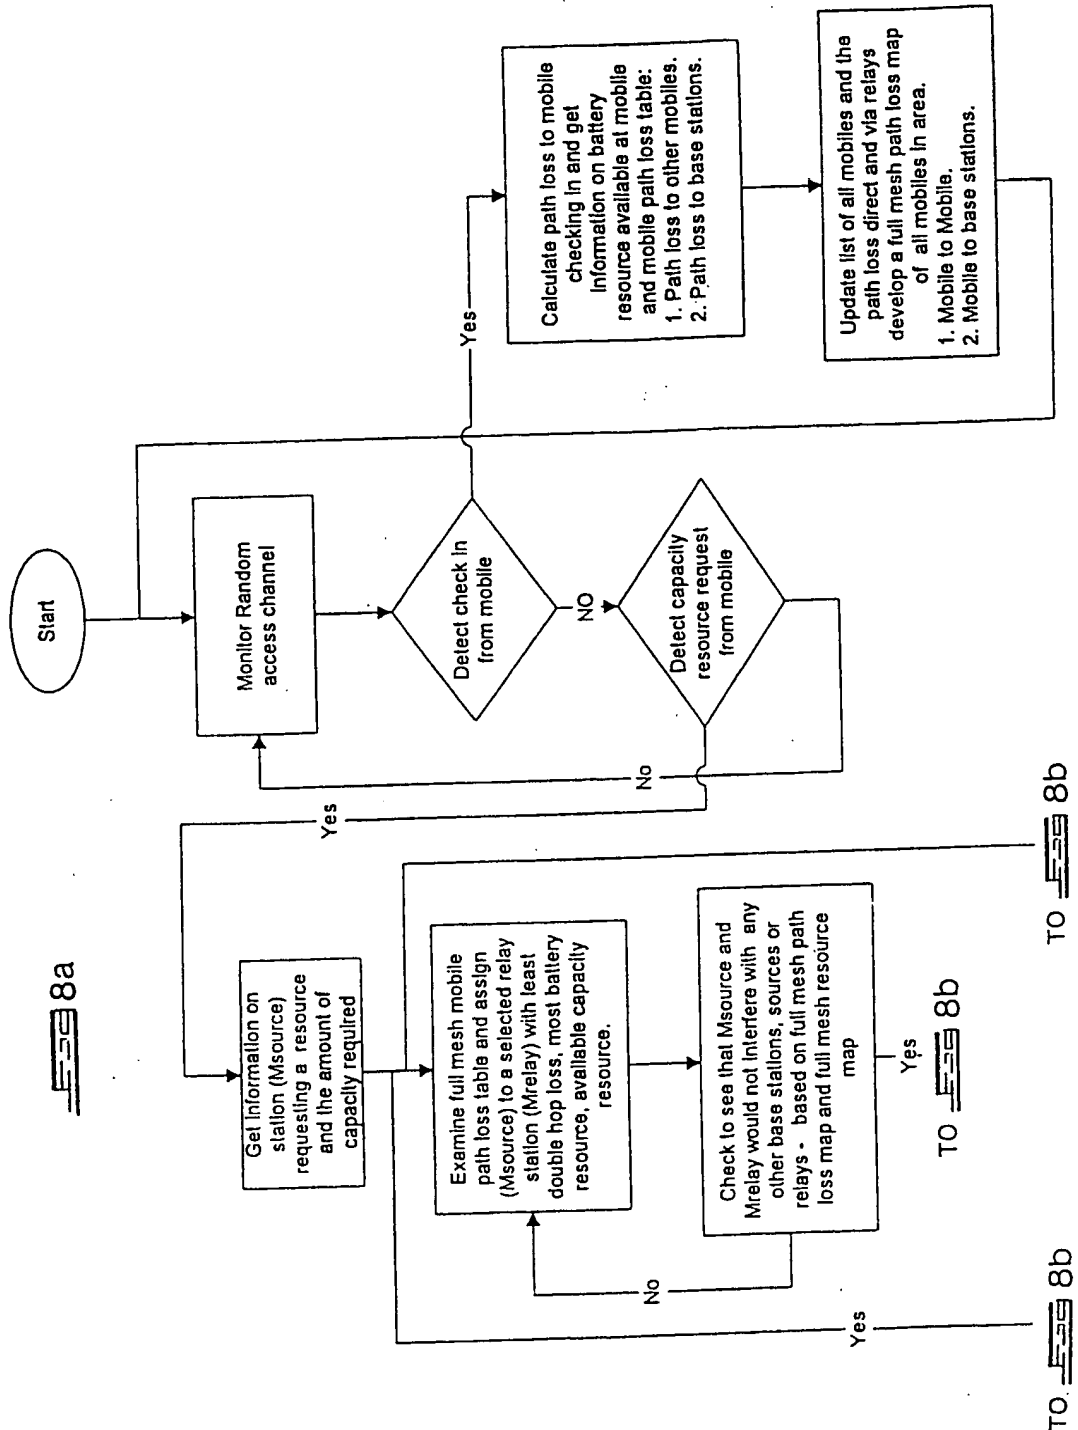 Fig 8a
Start
Monitor Random
access channel
Detect check in
from mobile
Yes
NO
Calculate path loss to mobile
checking in and get
Information on battery
resource available at mobile
and mobile path loss table:
1. Path loss to other mobiles.
2. Path loss to base stations.
Update list of all mobiles and the
path loss direct and via relays
develop a full mesh path loss map
of all mobiles in area.
1. Mobile to Mobile.
2. Mobile to base stations.
Detect capacity
resource request
from mobile
No
Yes
Get Information on
station (Msource)
requesting a resource
and the amount of
capacity required
Examine full mesh mobile
path loss table and assign
(Msource) to a selected relay
station (Mrelay) with least
double hop loss, most battery
resource, available capacity
resource.
Check to see that Msource and
Mrelay would not Interfere with any
other base stations, sources or
relays - based on full mesh path
loss map and full mesh resource
map
No
Yes
Yes
TO Fig 8b
TO Fig 8b
TO Fig 8b